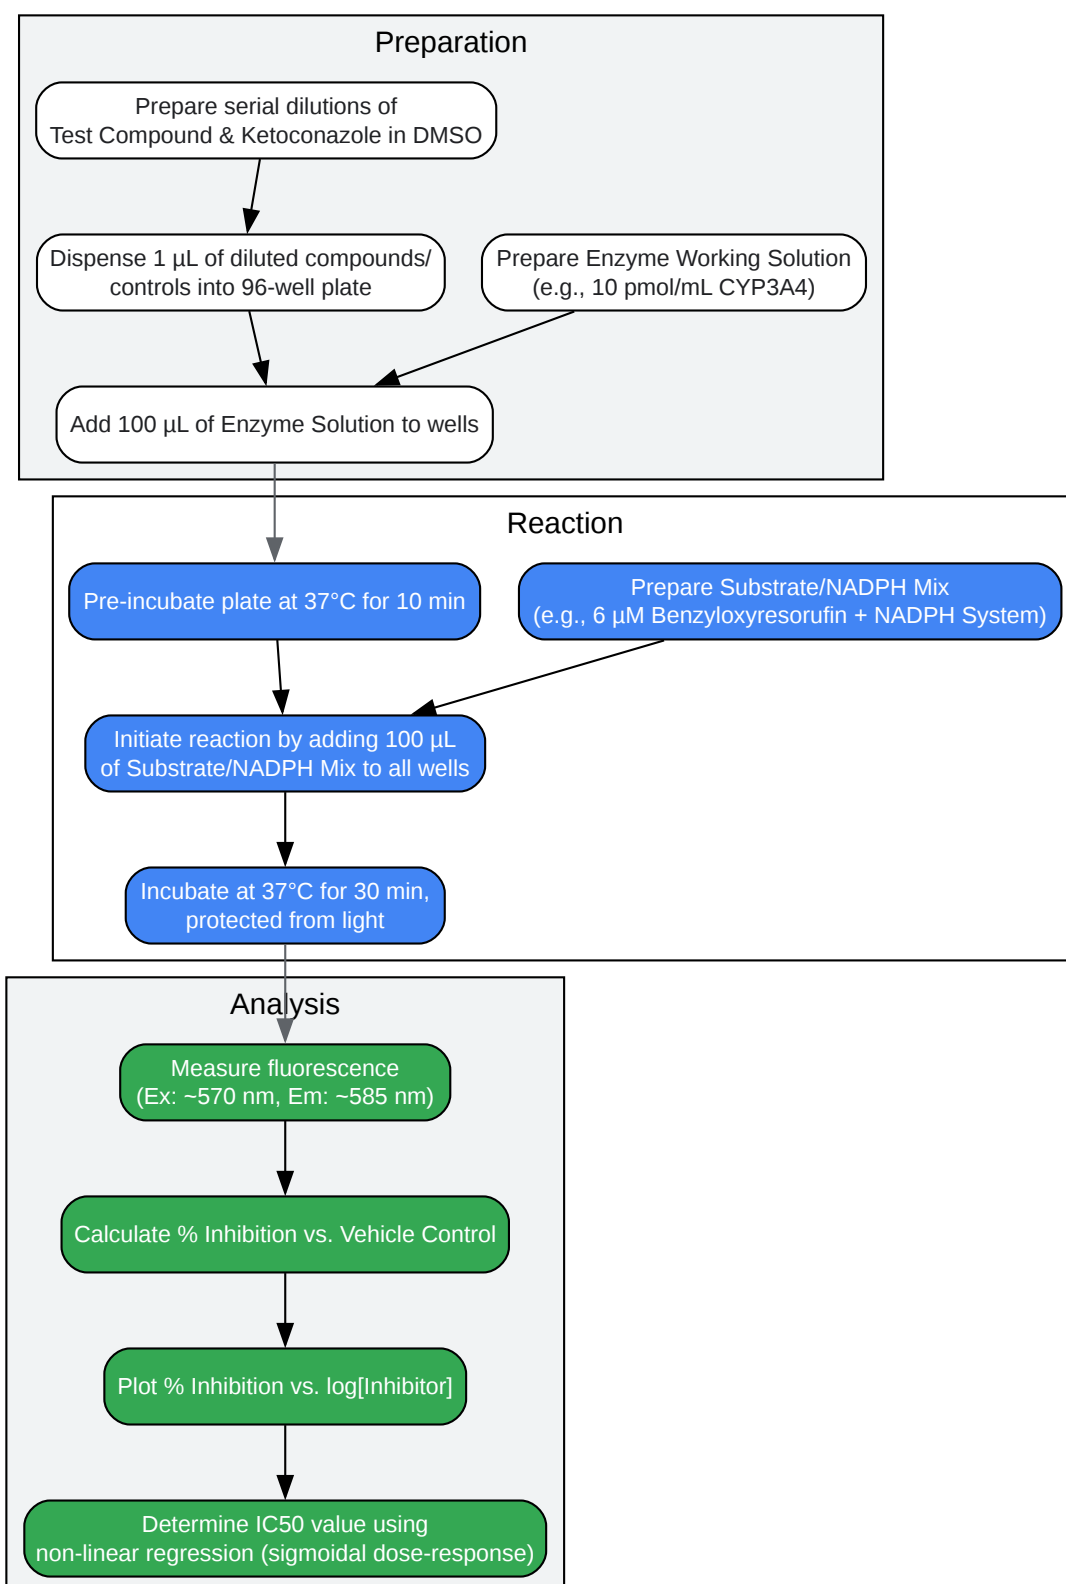 Preparation
Prepare serial dilutions of
Test Compound & Ketoconazole in DMSO
Dispense 1 µL of diluted compounds/
controls into 96-well plate
Prepare Enzyme Working Solution
(e.g., 10 pmol/mL CYP3A4)
Add 100 µL of Enzyme Solution to wells
Reaction
Pre-incubate plate at 37°C for 10 min
Prepare Substrate/NADPH Mix
(e.g., 6 µM Benzyloxyresorufin + NADPH System)
Initiate reaction by adding 100 µL
of Substrate/NADPH Mix to all wells
Incubate at 37°C for 30 min,
protected from light
Analysis
Measure fluorescence
(Ex: ~570 nm, Em: ~585 nm)
Calculate % Inhibition vs. Vehicle Control
Plot % Inhibition vs. log[Inhibitor]
Determine IC50 value using
non-linear regression (sigmoidal dose-response)